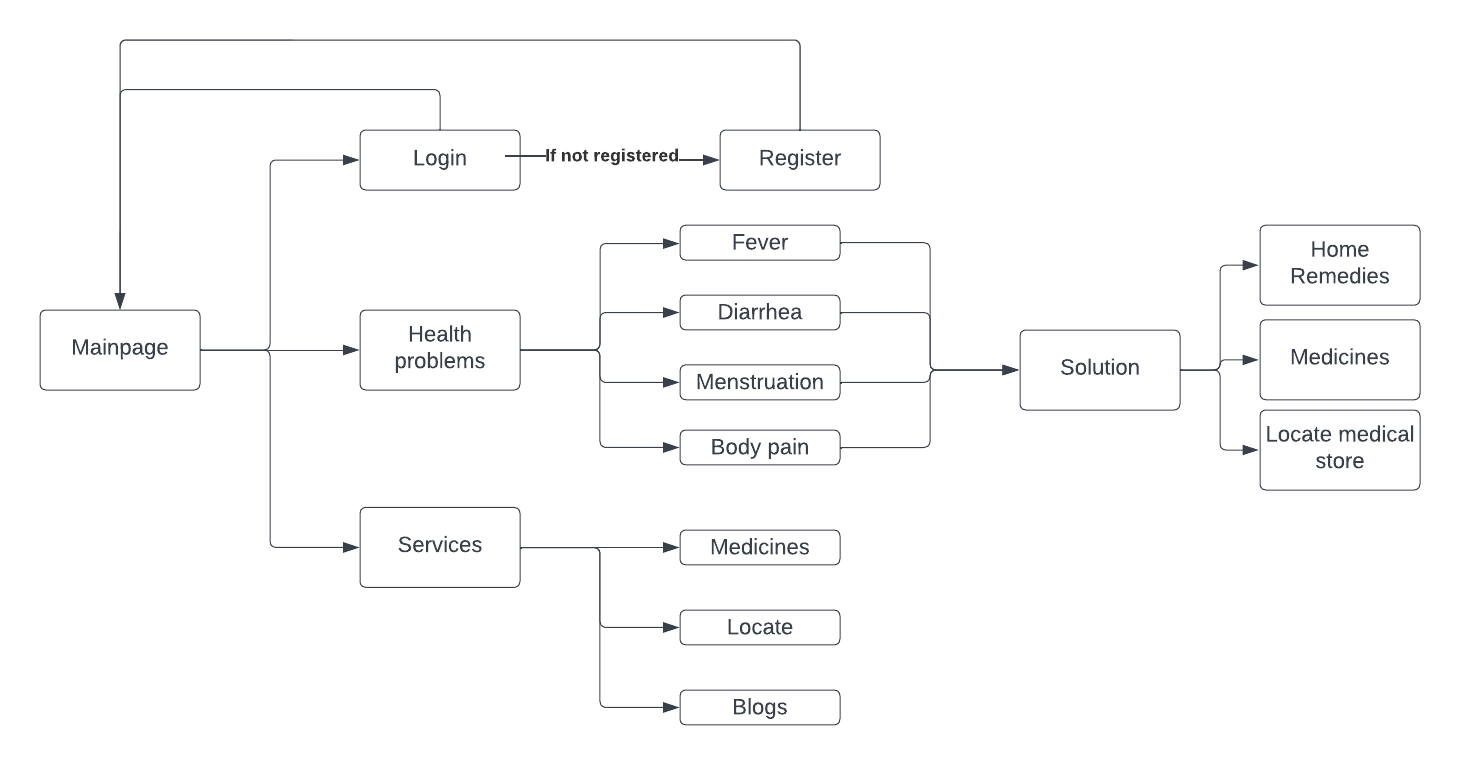 Login
If not registered
Register
Fever
Home
Remedies
Diarrhea
Mainpage
Health
problems
Solution
Medicines
Menstruation
Locate medical
store
Body pain
Services
Medicines
Locate
Blogs